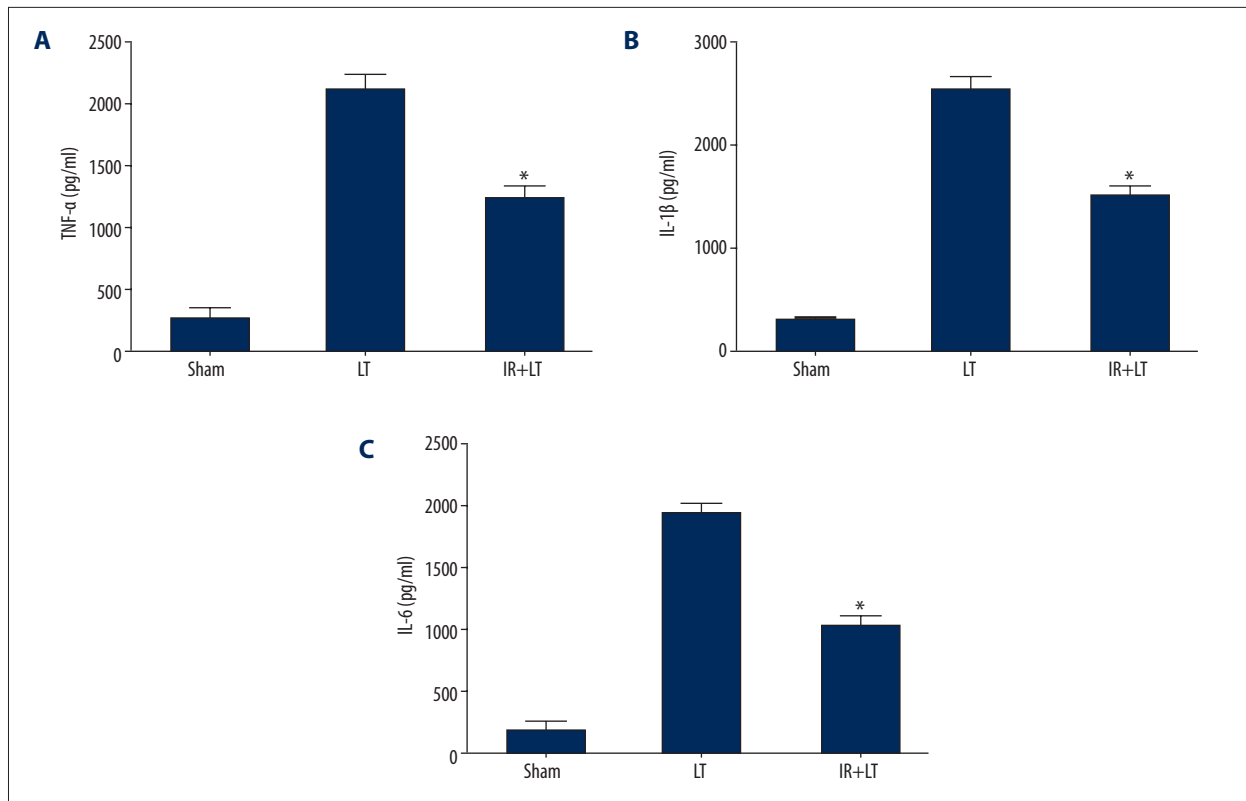 A
TNF-α (pg/ml)
2500
2000
1500
1000
500
0
*
Sham
LT
IR+LT
B
IL-1β (pg/ml)
3000
2000
1000
0
*
Sham
LT
IR+LT
C
IL-6 (pg/ml)
2500
2000
1500
1000
500
0
*
Sham
LT
IR+LT